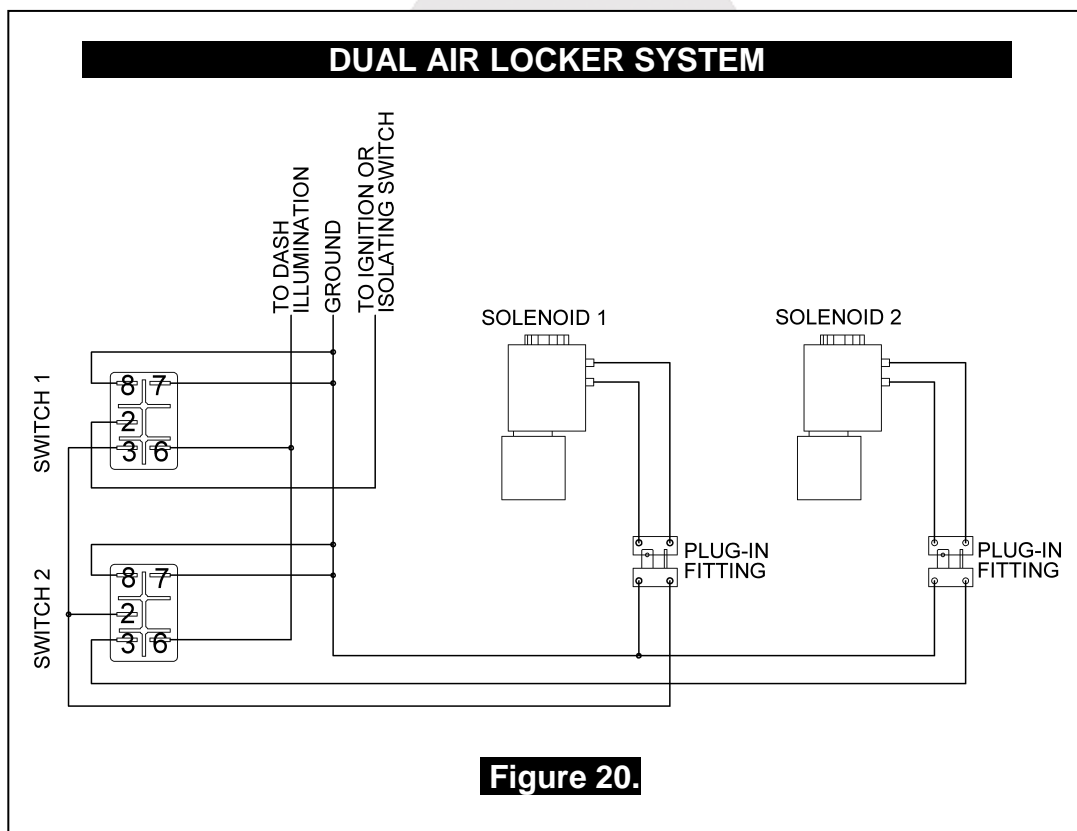 DUAL AIR LOCKER SYSTEM
TO DASH
ILLUMINATION
GROUND
TO IGNITION OR
ISOLATING SWITCH
SOLENOID 1
SOLENOID 2
SWITCH 1
8 7
2
3 6
SWITCH 2
8 7
2
3 6
PLUG-IN
FITTING
PLUG-IN
FITTING
Figure 20.